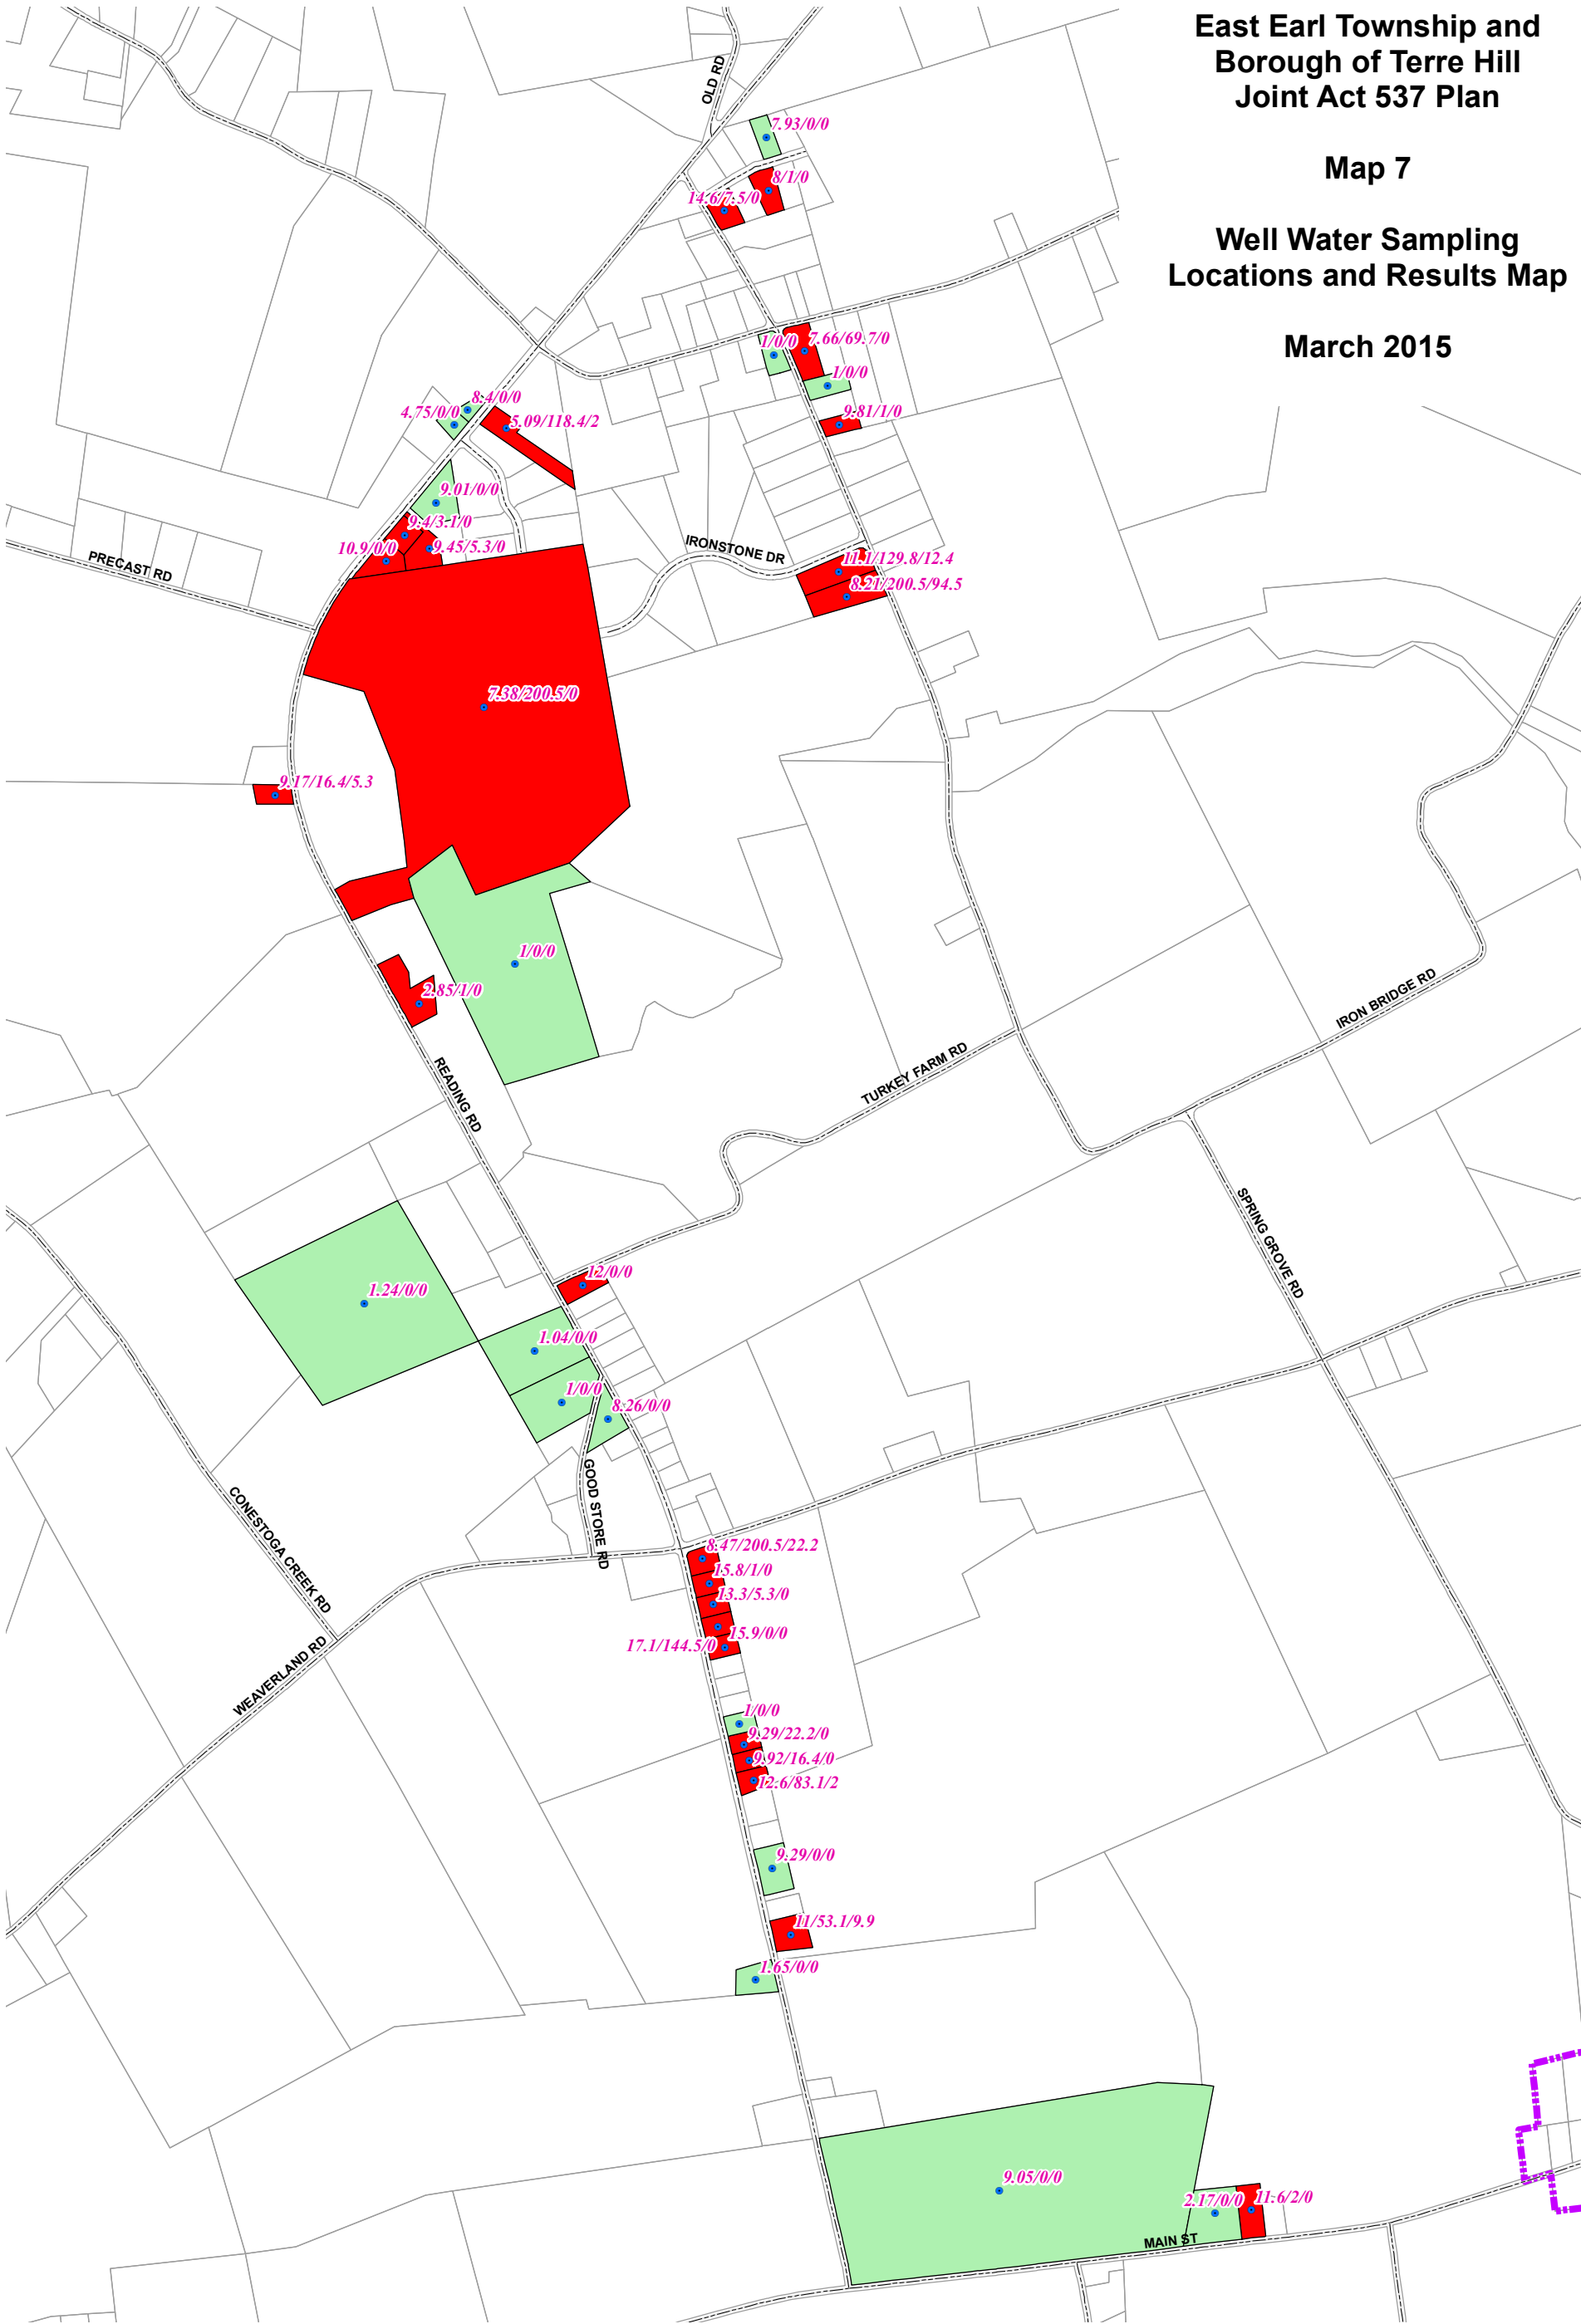 East Earl Township and
Borough of Terre Hill
Joint Act 537 Plan
Map 7
Well Water Sampling
Locations and Results Map
March 2015
OLD RD
7.93/0/0
8/1/0
14.6/7.5/0
1/0/0
7.66/69.7/0
1/0/0
9.81/1/0
8.4/0/0
4.75/0/0
5.09/118.4/2
9.01/0/0
9.4/3.1/0
10.9/0/0
9.45/5.3/0
PRECAST RD
IRONSTONE DR
11.1/129.8/12.4
8.21/200.5/94.5
7.38/200.5/0
9.17/16.4/5.3
1/0/0
2.85/1/0
READING RD
TURKEY FARM RD
IRON BRIDGE RD
SPRING GROVE RD
12/0/0
1.24/0/0
1.04/0/0
1/0/0
8.26/0/0
GOOD STORE RD
CONESTOGA CREEK RD
WEAVERLAND RD
8.47/200.5/22.2
15.8/1/0
13.3/5.3/0
15.9/0/0
17.1/144.5/0
1/0/0
9.29/22.2/0
9.92/16.4/0
12.6/83.1/2
9.29/0/0
11/53.1/9.9
1.65/0/0
9.05/0/0
2.17/0/0
11.6/2/0
MAIN ST